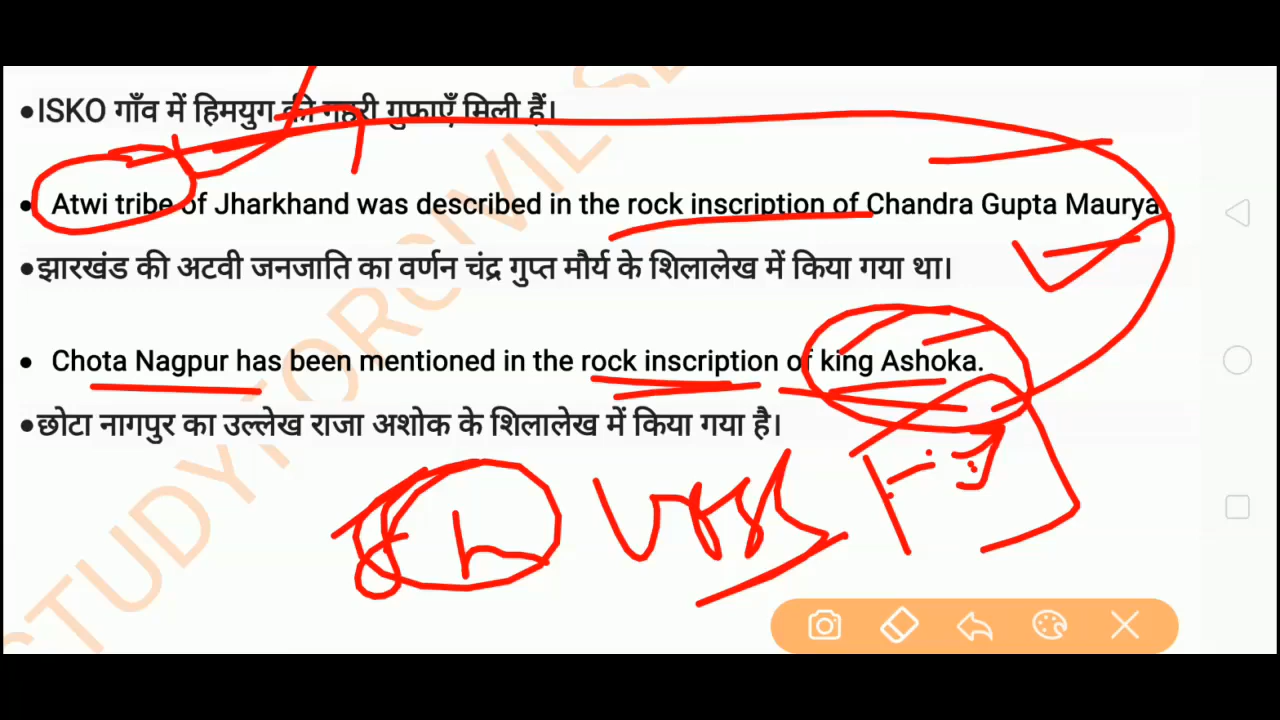 •ISKO गाँव में हिमयुग की गहरी गुफाएँ मिली हैं।
• Atwi tribe of Jharkhand was described in the rock inscription of Chandra Gupta Maurya
•झारखंड की अटवी जनजाति का वर्णन चंद्र गुप्त मौर्य के शिलालेख में किया गया था।
• Chota Nagpur has been mentioned in the rock inscription of king Ashoka.
•छोटा नागपुर का उल्लेख राजा अशोक के शिलालेख में किया गया है।